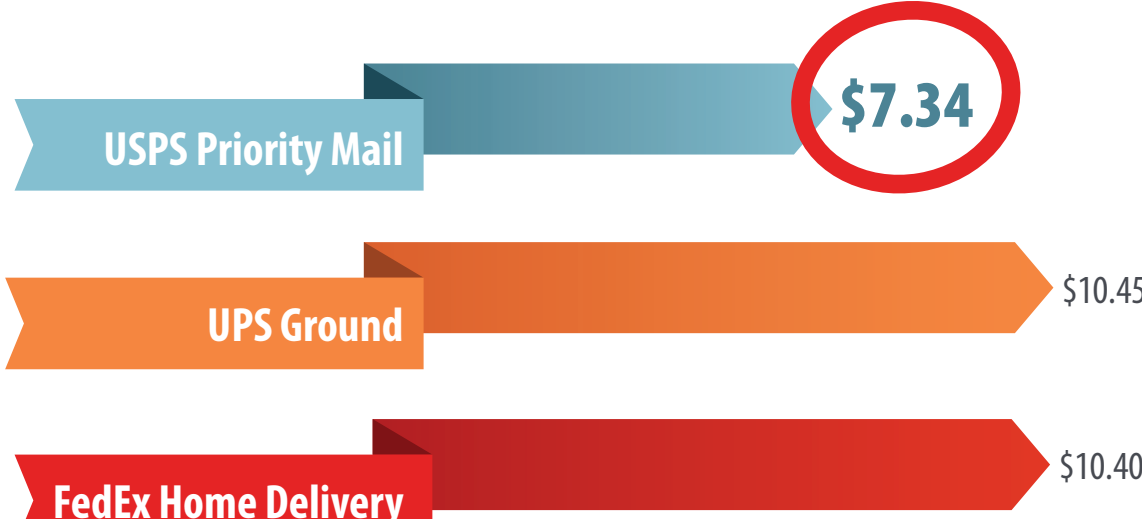 USPS Priority Mail
$7.34
UPS Ground
$10.45
FedEx Home Delivery
$10.40